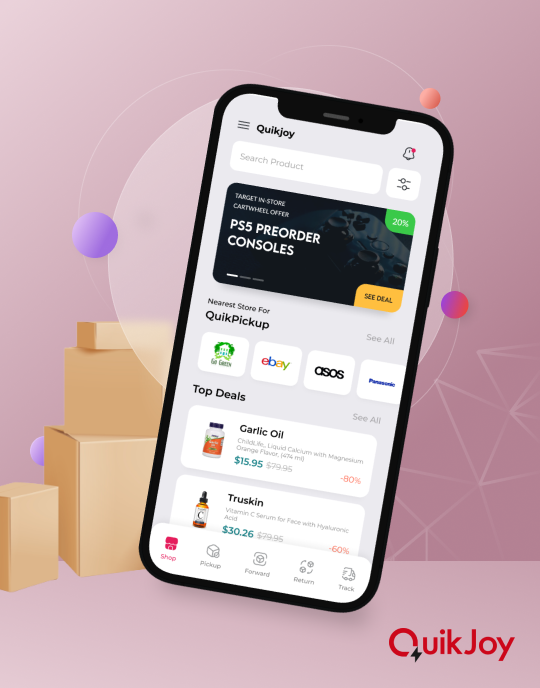 Quikjoy
Search Product
TARGET IN-STORE
CARTWHEEL OFFER
20%
PS5 PREORDER
CONSOLES
SEE DEAL
Nearest Store For
QuikPickup
See All
Go Green
ebay
asos
Panasonic
Top Deals
See All
Garlic Oil
ChildLife, Liquid Calcium with Magnesium
Orange Flavor, (474 ml)
$15.95 $79.95
-80%
Truskin
Vitamin C Serum for Face with Hyaluronic
Acid
$30.26 $79.95
-60%
Shop
Pickup
Forward
Return
Track
QuikJoy